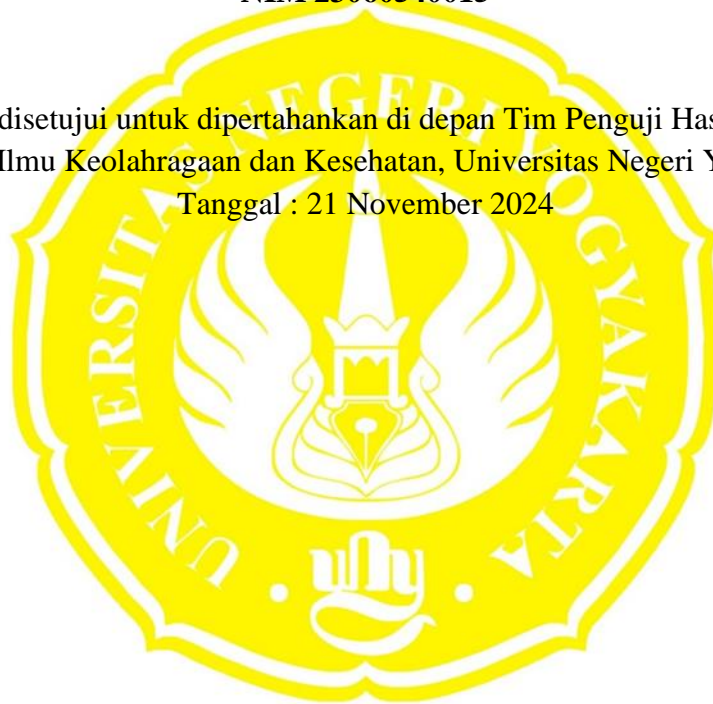 disetujui untuk dipertahankan di depan Tim Penguji Has
Ilmu Keolahragaan dan Kesehatan, Universitas Negeri Y
Tanggal : 21 November 2024
UNIVERSITAS NEGERI YOGYAKARTA
uny